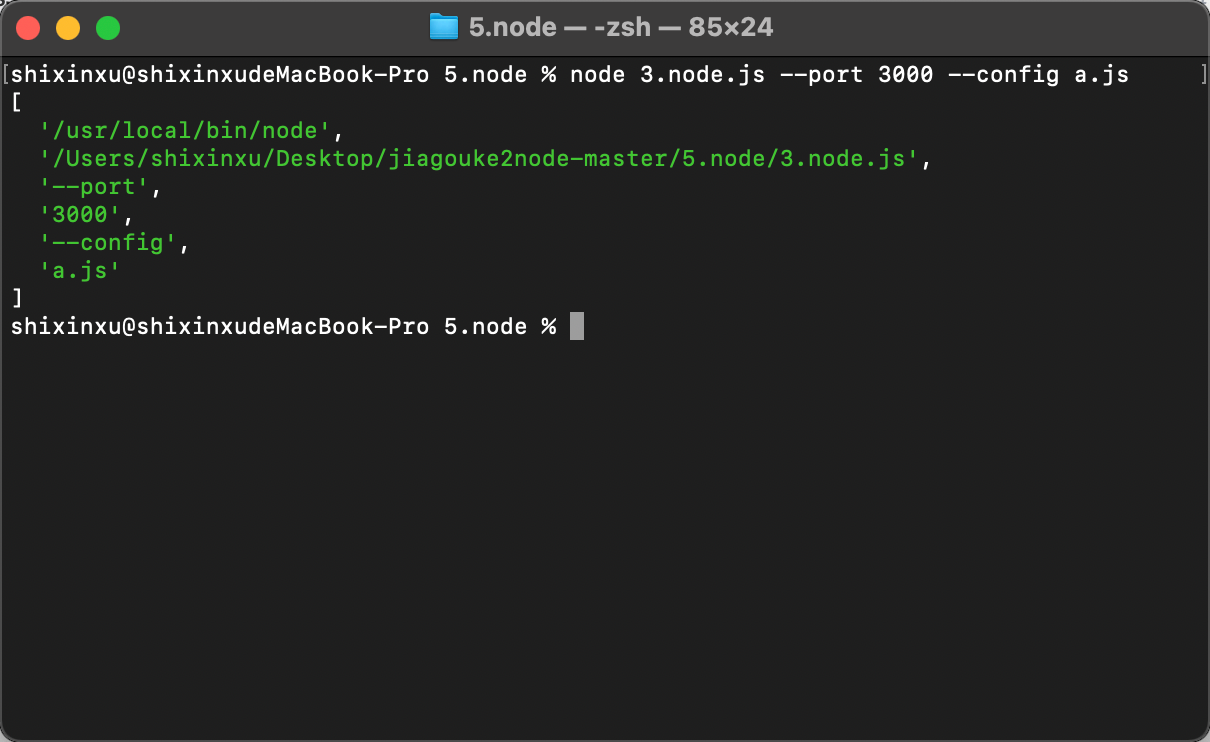 5.node — -zsh — 85×24
[shixinxu@shixinxudeMacBook-Pro 5.node % node 3.node.js --port 3000 --config a.js ]
[
'/usr/local/bin/node',
'/Users/shixinxu/Desktop/jiagouke2node-master/5.node/3.node.js',
'--port',
'3000',
'--config',
'a.js'
]
shixinxu@shixinxudeMacBook-Pro 5.node %